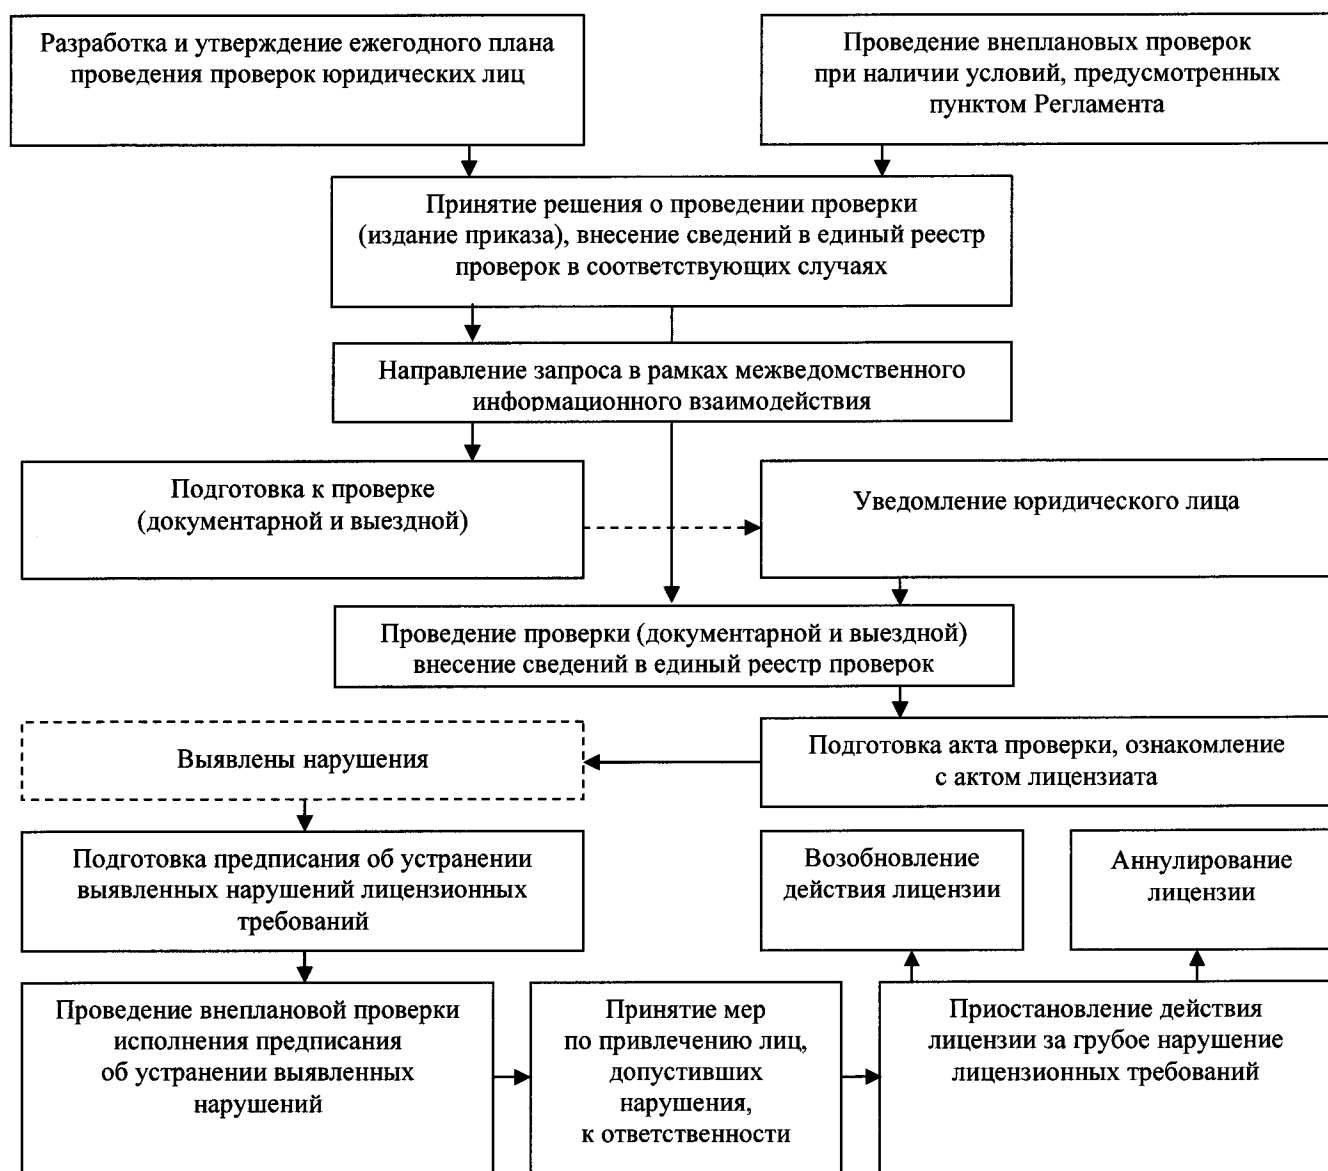 Разработка и утверждение ежегодного плана
проведения проверок юридических лиц
Проведение внеплановых проверок
при наличии условий, предусмотренных
пунктом Регламента
Принятие решения о проведении проверки
(издание приказа), внесение сведений в единый реестр
проверок в соответствующих случаях
Направление запроса в рамках межведомственного
информационного взаимодействия
Подготовка к проверке
(документарной и выездной)
Уведомление юридического лица
Проведение проверки (документарной и выездной)
внесение сведений в единый реестр проверок
Выявлены нарушения
Подготовка акта проверки, ознакомление
с актом лицензиата
Подготовка предписания об устранении
выявленных нарушений лицензионных
требований
Возобновление
действия лицензии
Аннулирование
лицензии
Проведение внеплановой проверки
исполнения предписания
об устранении выявленных
нарушений
Принятие мер
по привлечению лиц,
допустивших
нарушения,
к ответственности
Приостановление действия
лицензии за грубое нарушение
лицензионных требований